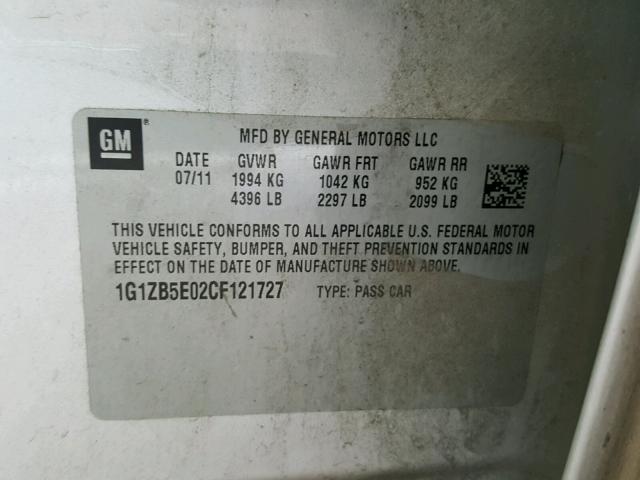 GM ®
MFD BY GENERAL MOTORS LLC
DATE GVWR GAWR FRT GAWR RR
07/11 1994 KG 1042 KG 952 KG
4396 LB 2297 LB 2099 LB
THIS VEHICLE CONFORMS TO ALL APPLICABLE U.S. FEDERAL MOTOR
VEHICLE SAFETY, BUMPER, AND THEFT PREVENTION STANDARDS IN
EFFECT ON THE DATE OF MANUFACTURE SHOWN ABOVE.
1G1ZB5E02CF121727 TYPE: PASS CAR